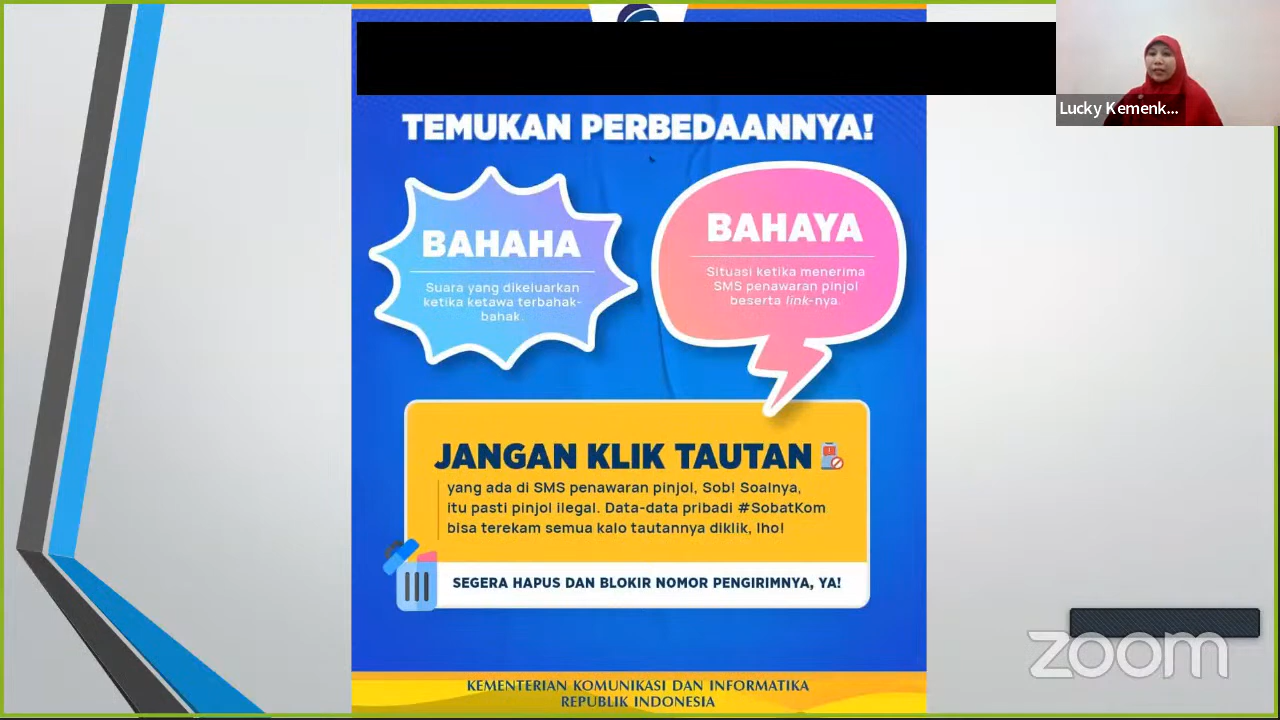 Lucky Kemenk...
TEMUKAN PERBEDAANNYA!
BAHAHA
Suara yang dikeluarkan
ketika ketawa terbahak-
bahak.
BAHAYA
Situasi ketika menerima
SMS penawaran pinjol
beserta link-nya.
JANGAN KLIK TAUTAN
yang ada di SMS penawaran pinjol, Sob! Soalnya,
itu pasti pinjol ilegal. Data-data pribadi #SobatKom
bisa terekam semua kalo tautannya diklik, lho!
SEGERA HAPUS DAN BLOKIR NOMOR PENGIRIMNYA, YA!
zoom
KEMENTERIAN KOMUNIKASI DAN INFORMATIKA
REPUBLIK INDONESIA